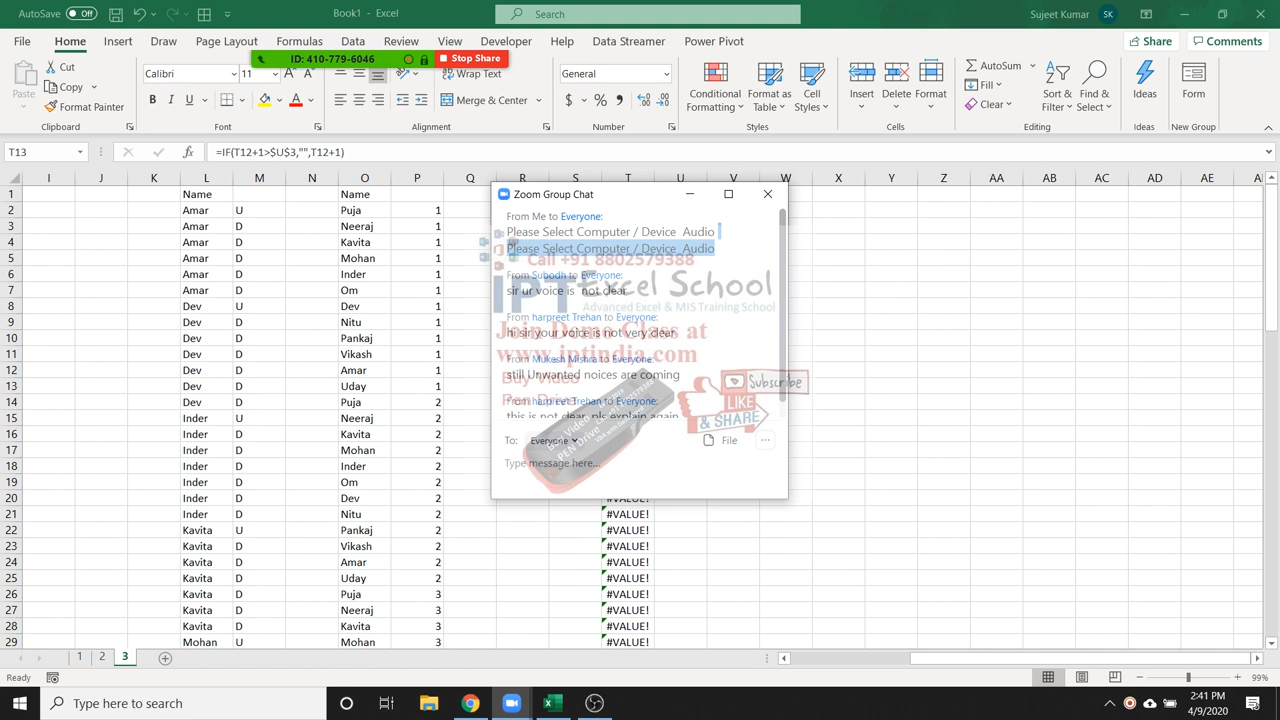 AutoSave Off Book1 - Excel Search Sujeet Kumar SK
File Home Insert Draw Page Layout Formulas Data Review View Developer Help Data Streamer Power Pivot Share Comments
ID: 410-779-6046 Stop Share
Paste Cut Copy Format Painter
Calibri 11 B I U
Wrap Text Merge & Center
General $ %
Conditional Formatting Format as Table Cell Styles
Insert Delete Format
AutoSum Fill Clear Sort & Filter Find & Select
Ideas Form
Clipboard Font Alignment Number Styles Cells Editing Ideas New Group
T13 fx =IF(T12+1>$U$3,"",T12+1)
I J K L M N O P Q R S T U V W X Y Z AA AB AC AD AE
1 Name Name
2 Amar U Puja 1
3 Amar D Neeraj 1
4 Amar D Kavita 1
5 Amar D Mohan 1
6 Amar D Inder 1
7 Amar D Om 1
8 Dev U Dev 1
9 Dev D Nitu 1
10 Dev D Pankaj 1
11 Dev D Vikash 1
12 Dev D Amar 1
13 Dev D Uday 1
14 Dev D Puja 2
15 Inder U Neeraj 2
16 Inder D Kavita 2
17 Inder D Mohan 2
18 Inder D Inder 2
19 Inder D Om 2
20 Inder D Dev 2 #VALUE!
21 Inder D Nitu 2 #VALUE!
22 Kavita U Pankaj 2 #VALUE!
23 Kavita D Vikash 2 #VALUE!
24 Kavita D Amar 2 #VALUE!
25 Kavita D Uday 2 #VALUE!
26 Kavita D Puja 3 #VALUE!
27 Kavita D Neeraj 3 #VALUE!
28 Kavita D Kavita 3 #VALUE!
29 Mohan U Mohan 3 #VALUE!
Zoom Group Chat
From Me to Everyone:
Please Select Computer / Device Audio
Please Select Computer / Device Audio
Call +91 8802579388
From Subodh to Everyone:
sir ur voice is not clear
iPT Excel School
Advanced Excel & MIS Training School
From harpreet Trehan to Everyone:
hi sir your voice is not very clear
Join Demo Class at
www.iptindia.com
From Mukesh Mishra to Everyone:
still Unwanted noices are coming
Buy Video
Pen Drive
Subscribe
LIKE
& SHARE
From harpreet Trehan to Everyone:
this is not clear, pls explain again
PEN DRIVE
To: Everyone File
Type message here...
1 2 3
Ready 99%
Type here to search 2:41 PM
4/9/2020